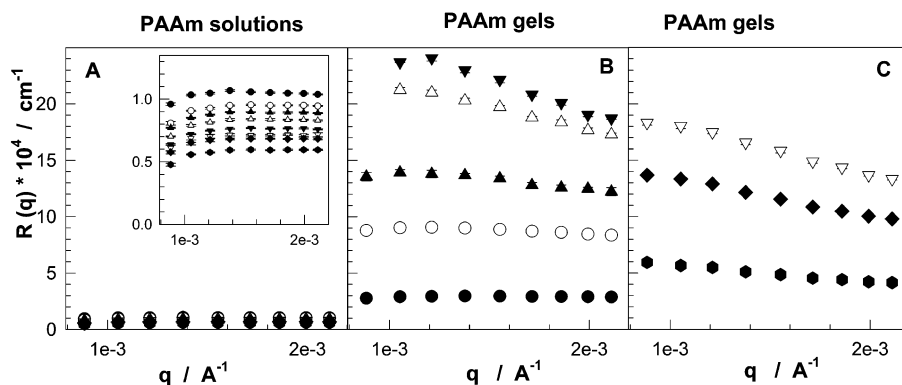 PAAm solutions
PAAm gels
PAAm gels
A
B
C
R (q) * 10⁴ / cm⁻¹
20
15
10
5
0
1.0
0.5
0.0
1e-3
2e-3
1e-3
2e-3
1e-3
2e-3
1e-3
2e-3
q / A⁻¹
q / A⁻¹
q / A⁻¹